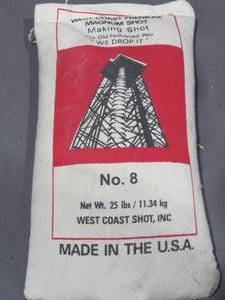 WEST COAST PREMIUM
MAGNUM SHOT
Making Shot
The Old Fashioned Way
"WE DROP IT"
No. 8
Net Wt. 25 lbs / 11.34 kg
WEST COAST SHOT, INC
MADE IN THE U.S.A.